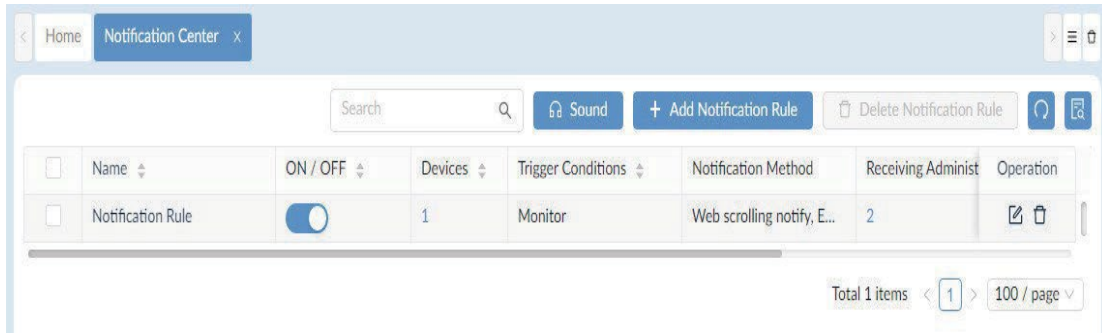 Home Notification Center x
Search Sound + Add Notification Rule Delete Notification Rule
Name ON / OFF Devices Trigger Conditions Notification Method Receiving Administ Operation
Notification Rule 1 Monitor Web scrolling notify, E... 2
Total 1 items < 1 > 100 / page